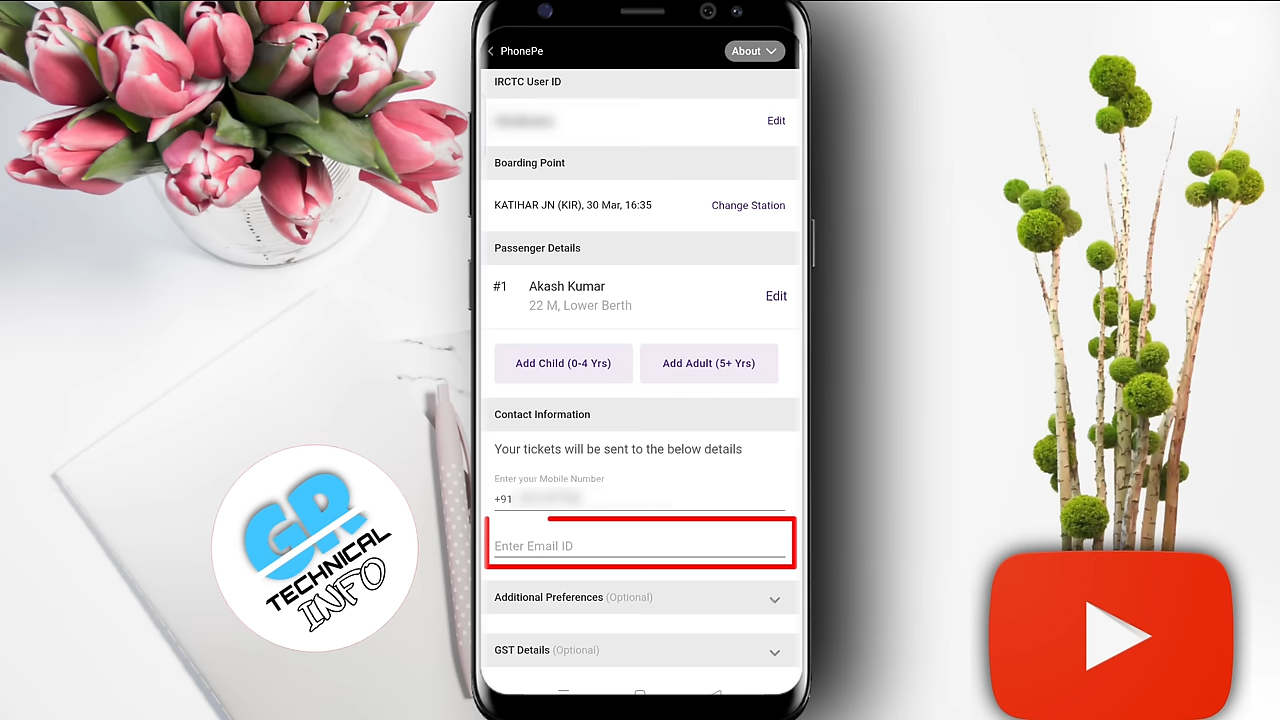 PhonePe
About
IRCTC User ID
Edit
Boarding Point
KATIHAR JN (KIR), 30 Mar, 16:35
Change Station
Passenger Details
#1
Akash Kumar
22 M, Lower Berth
Edit
Add Child (0-4 Yrs)
Add Adult (5+ Yrs)
Contact Information
Your tickets will be sent to the below details
Enter your Mobile Number
+91
Enter Email ID
Additional Preferences (Optional)
GST Details (Optional)
GR
TECHNICAL
INFO